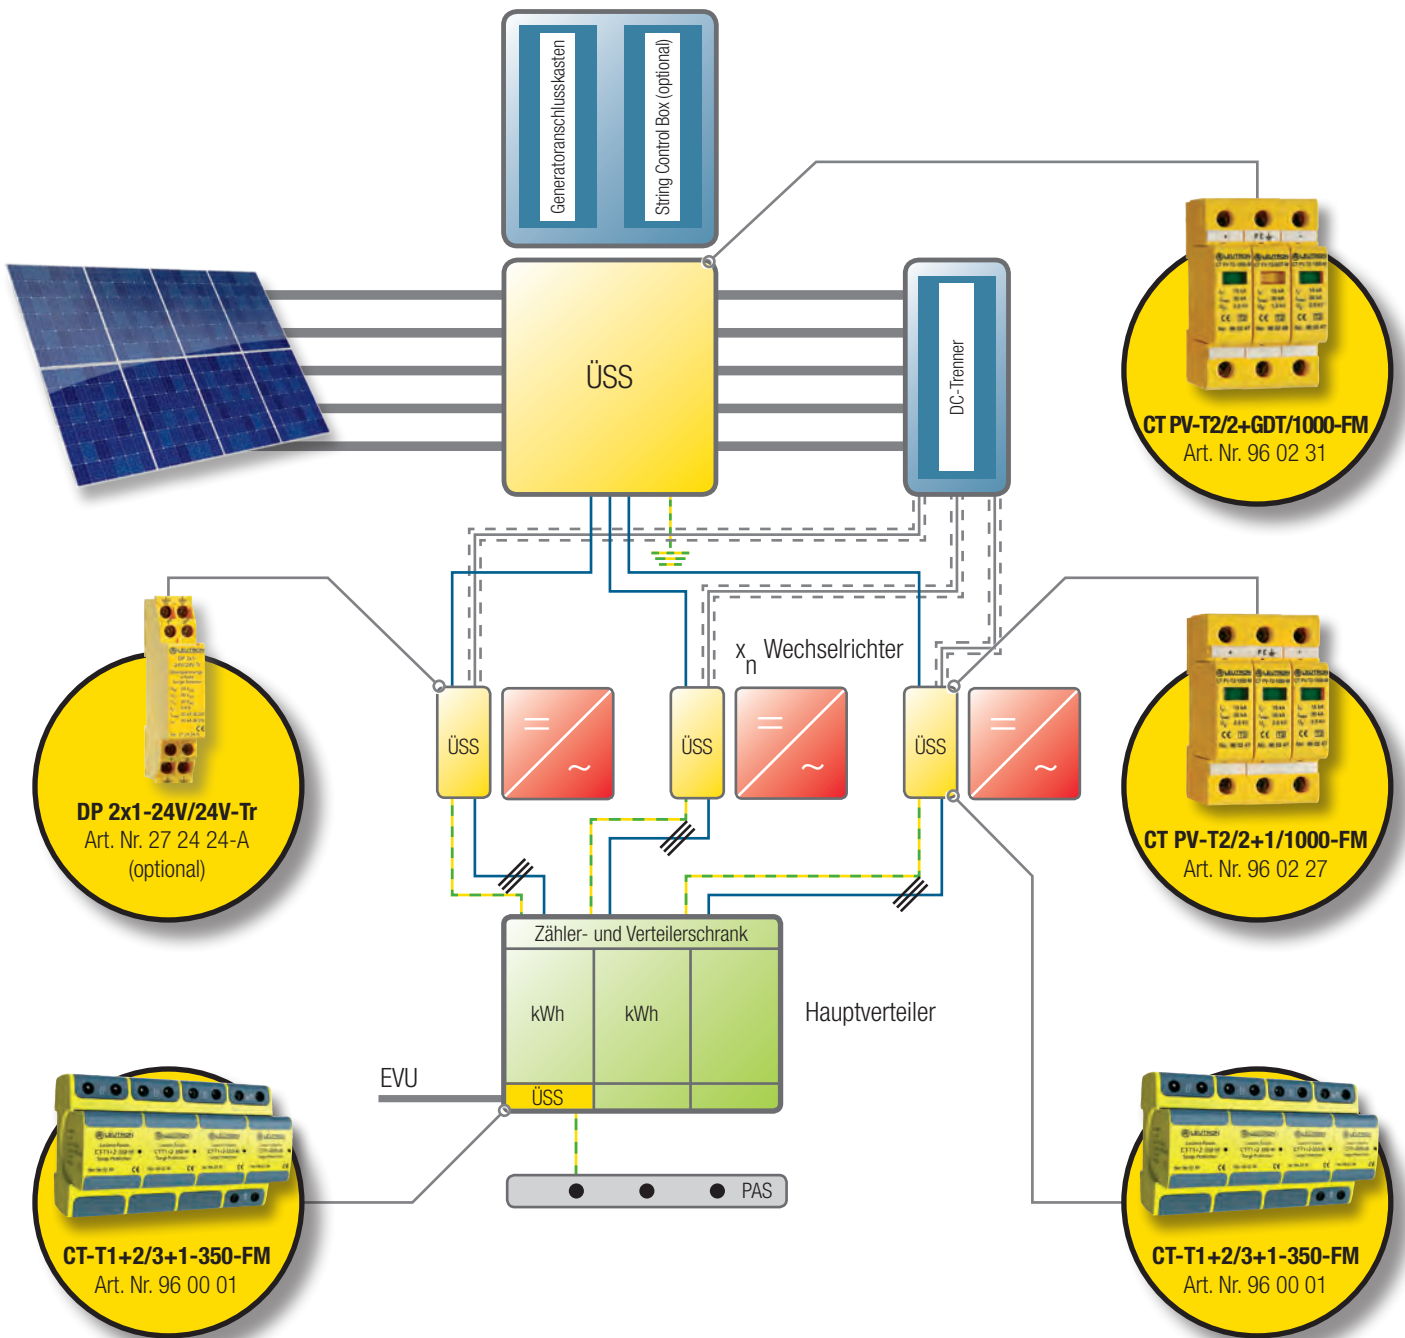 Generatoranschlusskasten
String Control Box (optional)
ÜSS
DC-Trenner
CT PV-T2/2+GDT/1000-FM
Art. Nr. 96 02 31
DP 2x1-24V/24V-Tr
Art. Nr. 27 24 24-A
(optional)
xn Wechselrichter
ÜSS
=
~
ÜSS
=
~
ÜSS
=
~
CT PV-T2/2+1/1000-FM
Art. Nr. 96 02 27
Zähler- und Verteilerschrank
kWh
kWh
Hauptverteiler
EVU
ÜSS
PAS
CT-T1+2/3+1-350-FM
Art. Nr. 96 00 01
CT-T1+2/3+1-350-FM
Art. Nr. 96 00 01